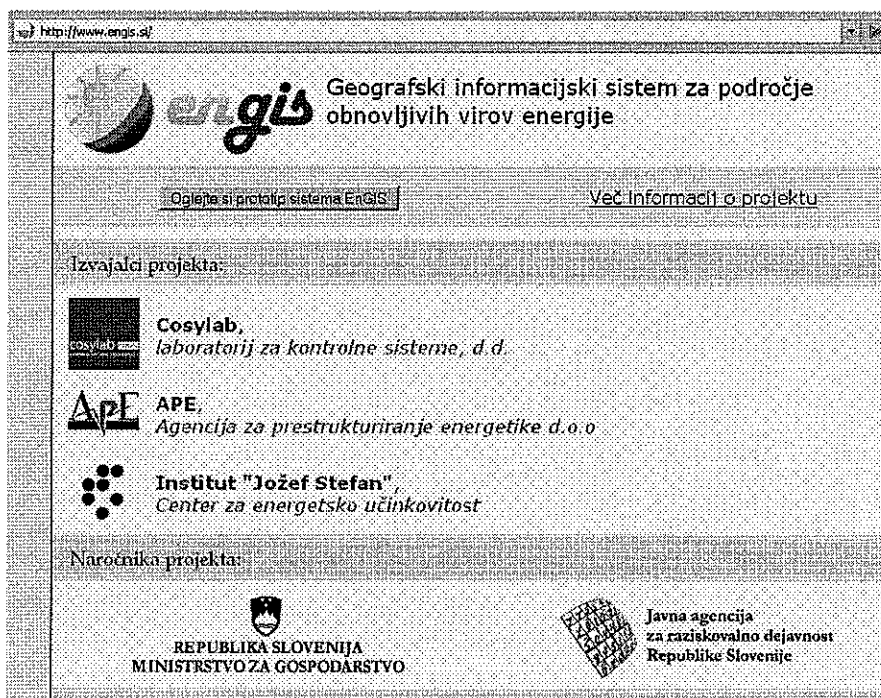 http://www.engis.si/
engis
Geografski informacijski sistem za področje
obnovljivih virov energije
Oglejte si prototip sistema EnGIS
Več informacij o projektu
Izvajalci projekta:
cosylab
Cosylab,
laboratorij za kontrolne sisteme, d.d.
ApE
APE,
Agencija za prestrukturiranje energetike d.o.o
Institut "Jožef Stefan",
Center za energetsko učinkovitost
Naročnika projekta:
REPUBLIKA SLOVENIJA
MINISTRSTVO ZA GOSPODARSTVO
Javna agencija
za raziskovalno dejavnost
Republike Slovenije